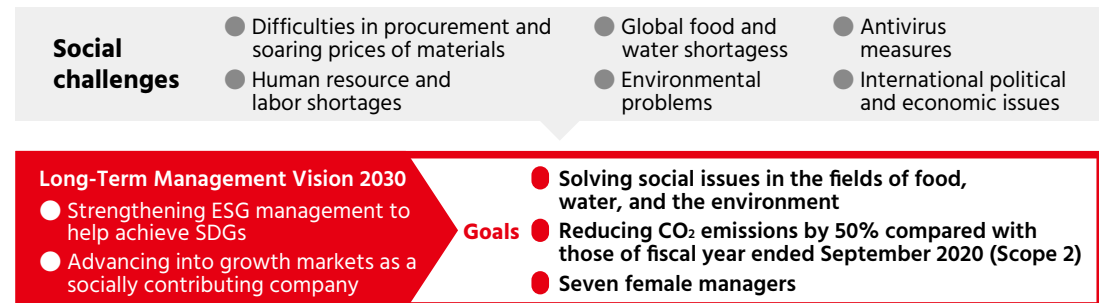 Social
challenges
Difficulties in procurement and
soaring prices of materials
Human resource and
labor shortages
Global food and
water shortagess
Environmental
problems
Antivirus
measures
International political
and economic issues
Long-Term Management Vision 2030
Strengthening ESG management to
help achieve SDGs
Advancing into growth markets as a
socially contributing company
Goals
Solving social issues in the fields of food,
water, and the environment
Reducing CO₂ emissions by 50% compared with
those of fiscal year ended September 2020 (Scope 2)
Seven female managers